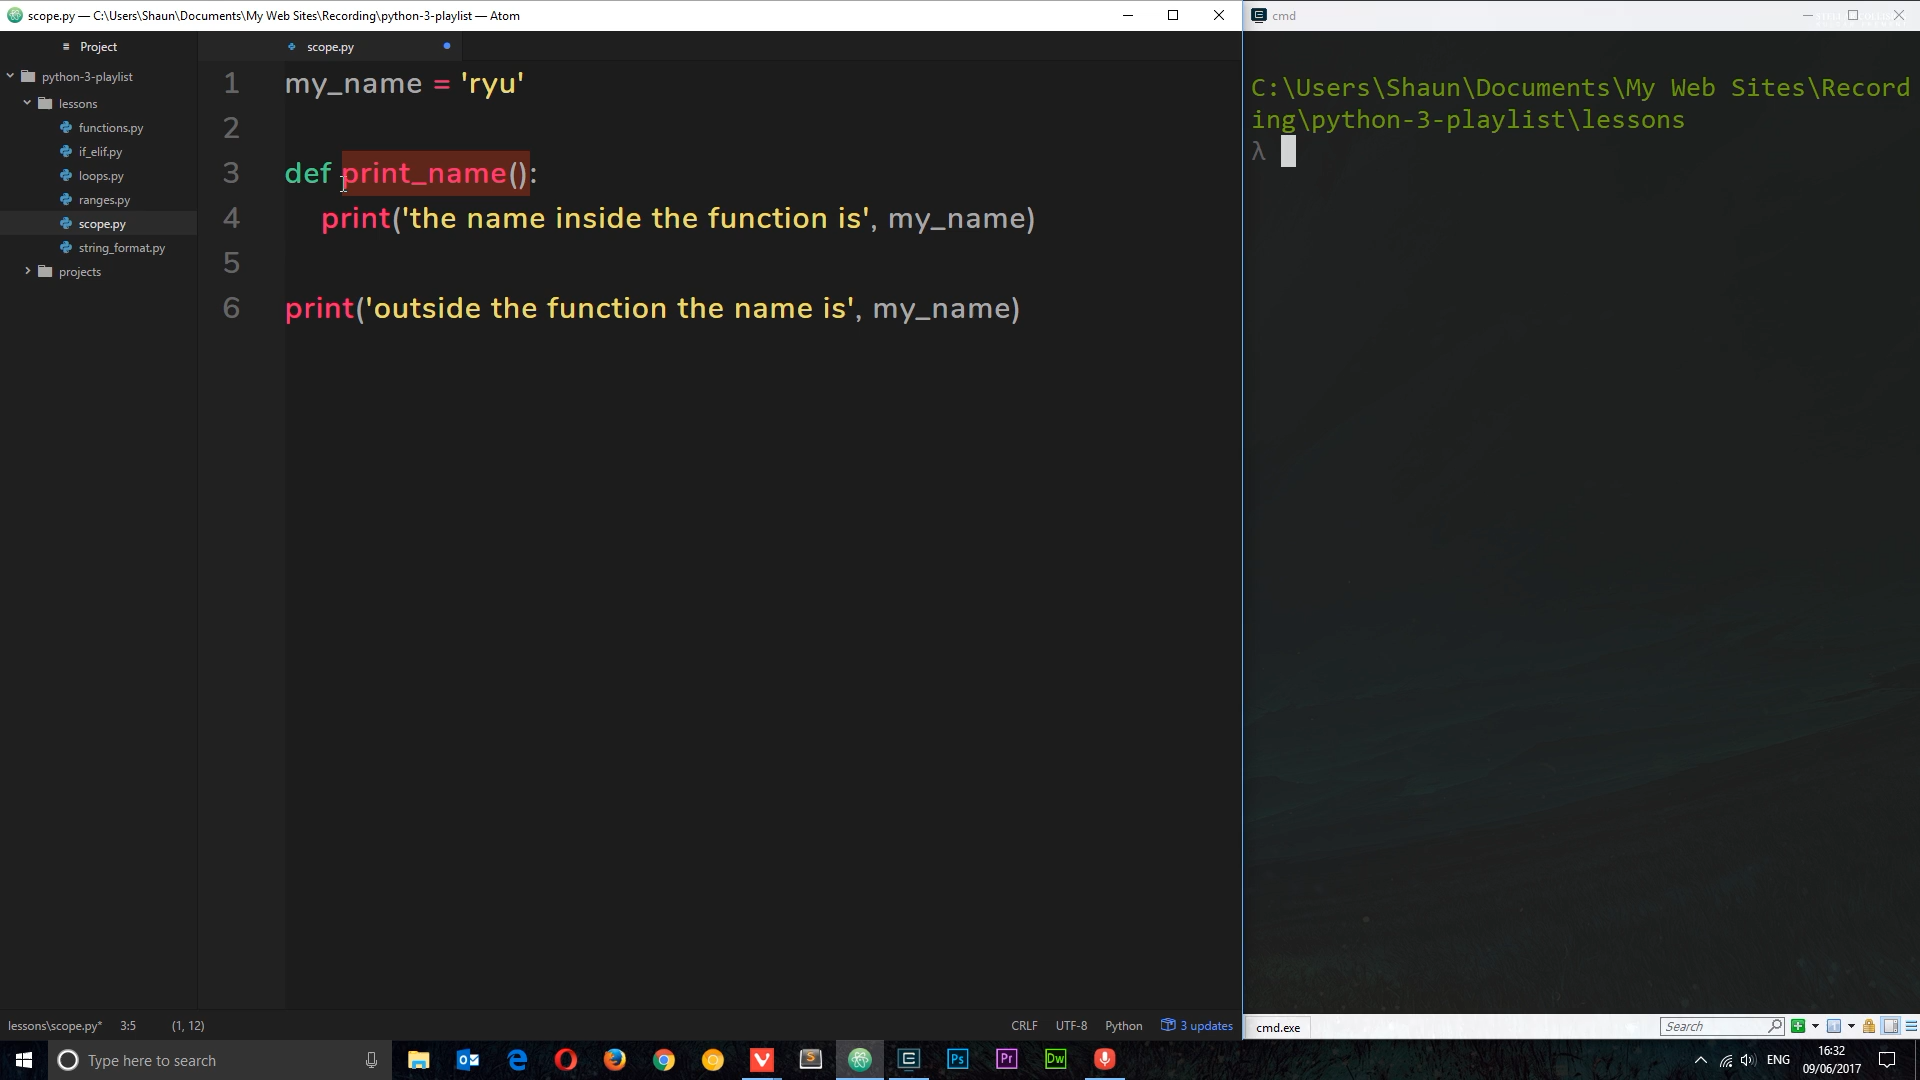 scope.py — C:\Users\Shaun\Documents\My Web Sites\Recording\python-3-playlist — Atom
cmd
Project
scope.py
python-3-playlist
lessons
functions.py
if_elif.py
loops.py
ranges.py
scope.py
string_format.py
projects
1 my_name = 'ryu'
2
3 def print_name():
4 print('the name inside the function is', my_name)
5
6 print('outside the function the name is', my_name)
C:\Users\Shaun\Documents\My Web Sites\Record
ing\python-3-playlist\lessons
λ
lessons\scope.py* 3:5 (1, 12)
CRLF UTF-8 Python 3 updates
cmd.exe
Search
Type here to search
Ps
Pr
Dw
ENG
16:32
09/06/2017